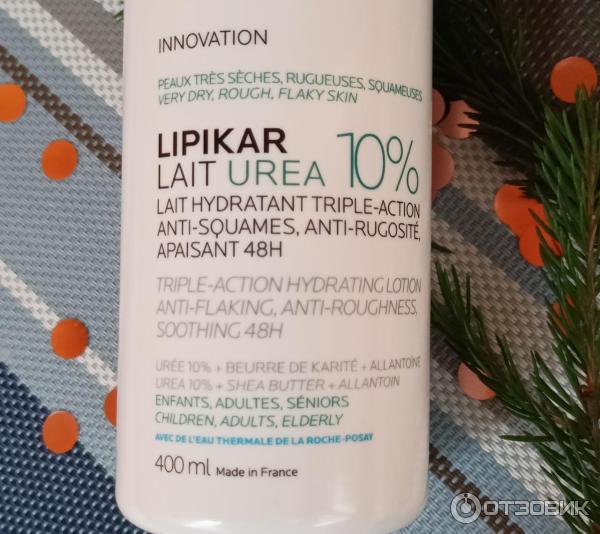 INNOVATION
PEAUX TRÈS SÈCHES, RUGUEUSES, SQUAMEUSES
VERY DRY, ROUGH, FLAKY SKIN
LIPIKAR
LAIT UREA 10%
LAIT HYDRATANT TRIPLE-ACTION
ANTI-SQUAMES, ANTI-RUGOSITÉ,
APAISANT 48H
TRIPLE-ACTION HYDRATING LOTION
ANTI-FLAKING, ANTI-ROUGHNESS,
SOOTHING 48H
URÉE 10% + BEURRE DE KARITÉ + ALLANTOÏNE
UREA 10% + SHEA BUTTER + ALLANTOIN
ENFANTS, ADULTES, SÉNIORS
CHILDREN, ADULTS, ELDERLY
AVEC DE L'EAU THERMALE DE LA ROCHE-POSAY
400 ml Made in France
ОТЗОВИК